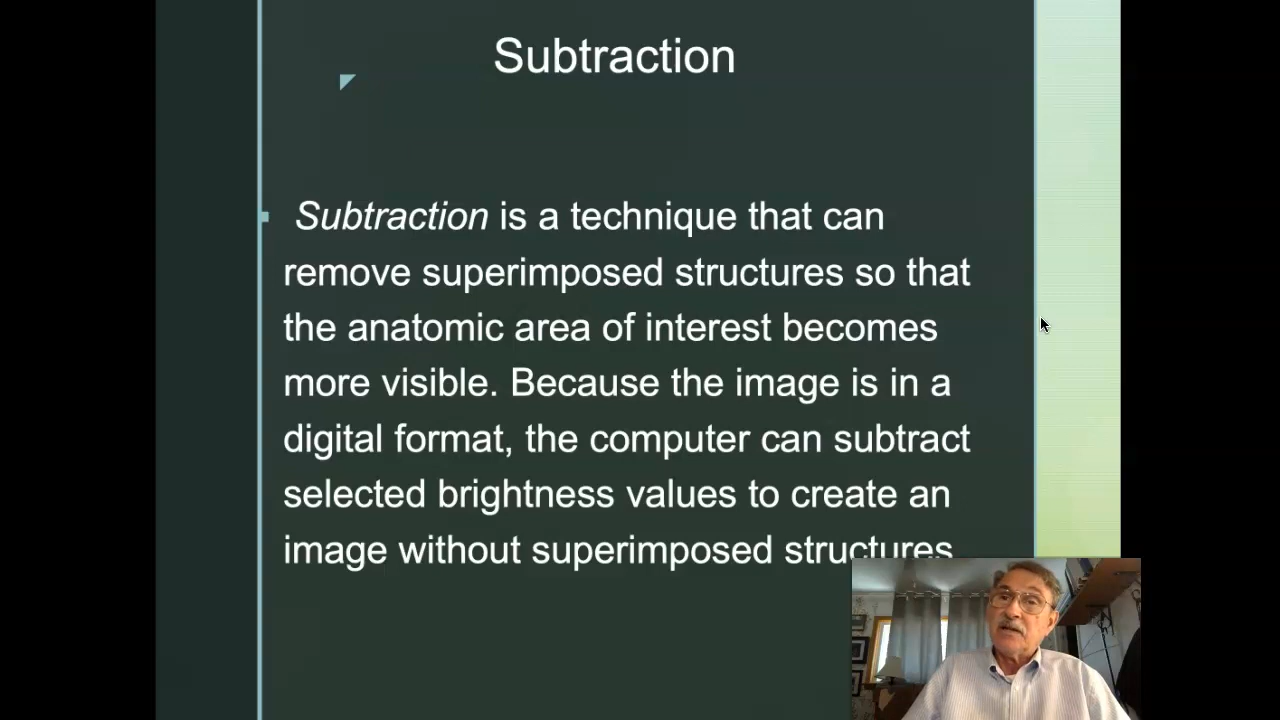 Subtraction
Subtraction is a technique that can
remove superimposed structures so that
the anatomic area of interest becomes
more visible. Because the image is in a
digital format, the computer can subtract
selected brightness values to create an
image without superimposed structures